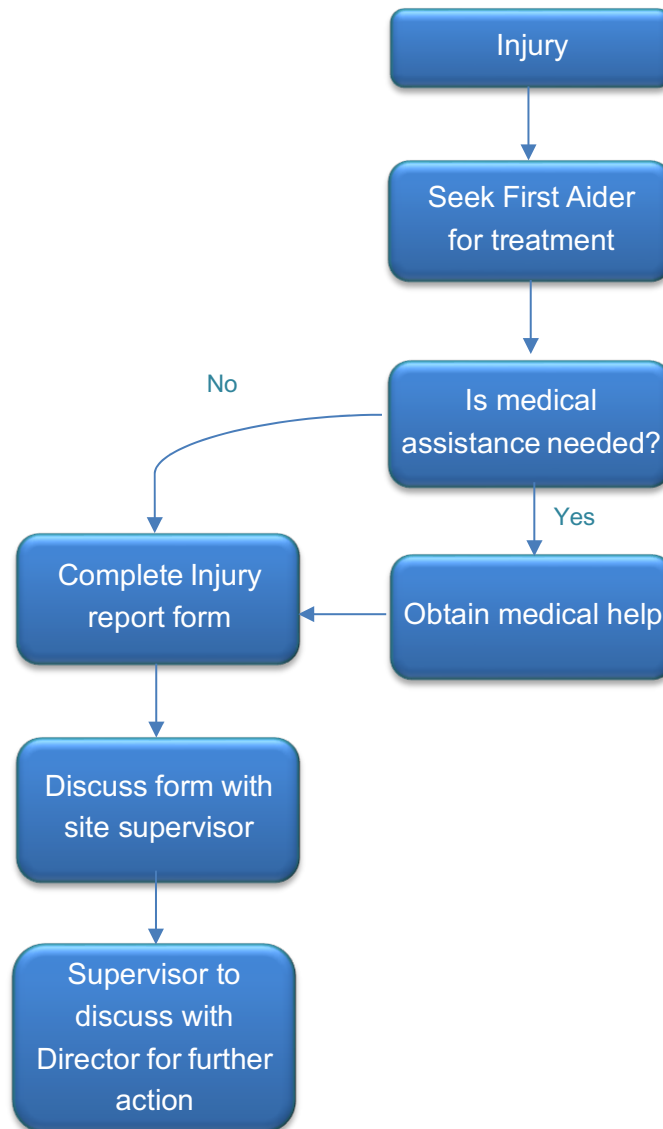 Injury
Seek First Aider
for treatment
Is medical
assistance needed?
No
Yes
Obtain medical help
Complete Injury
report form
Discuss form with
site supervisor
Supervisor to
discuss with
Director for further
action